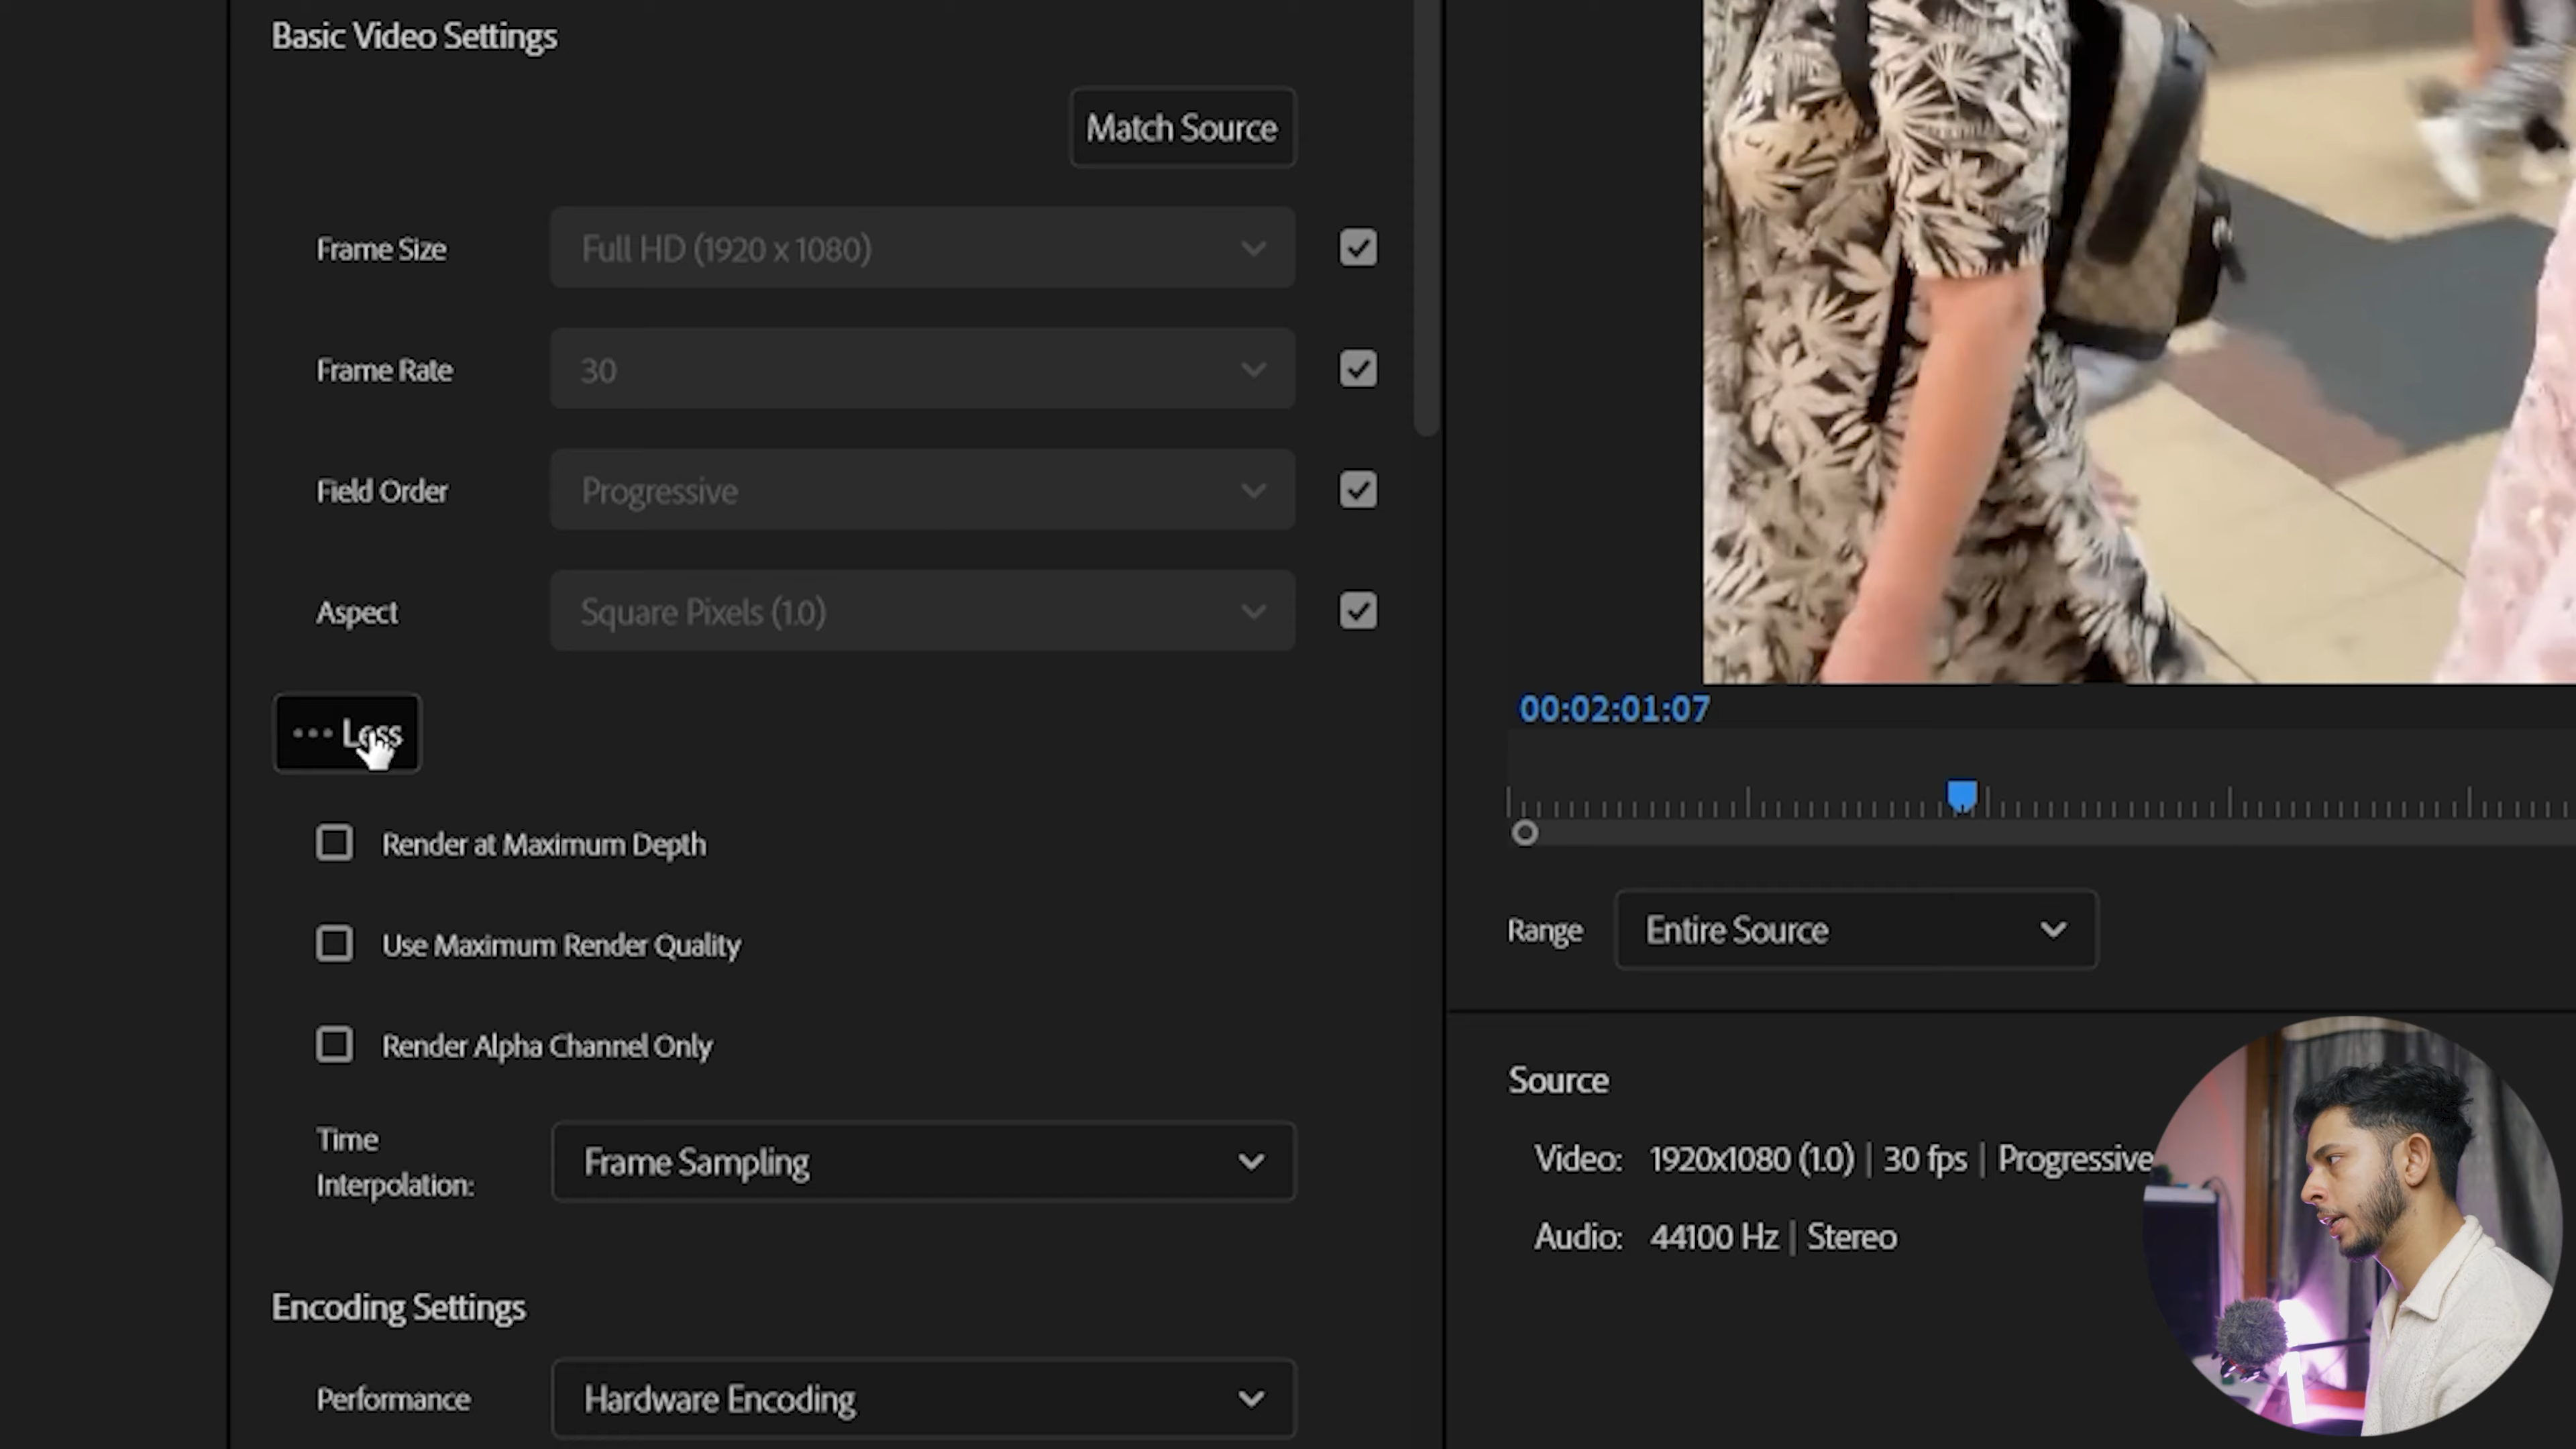 Basic Video Settings
Match Source
Frame Size
Full HD (1920 x 1080)
Frame Rate
30
Field Order
Progressive
Aspect
Square Pixels (1.0)
Less
Render at Maximum Depth
Use Maximum Render Quality
Render Alpha Channel Only
Time
Interpolation:
Frame Sampling
Encoding Settings
Performance
Hardware Encoding
00:02:01:07
Range
Entire Source
Source
Video: 1920x1080 (1.0) | 30 fps | Progressive
Audio: 44100 Hz | Stereo